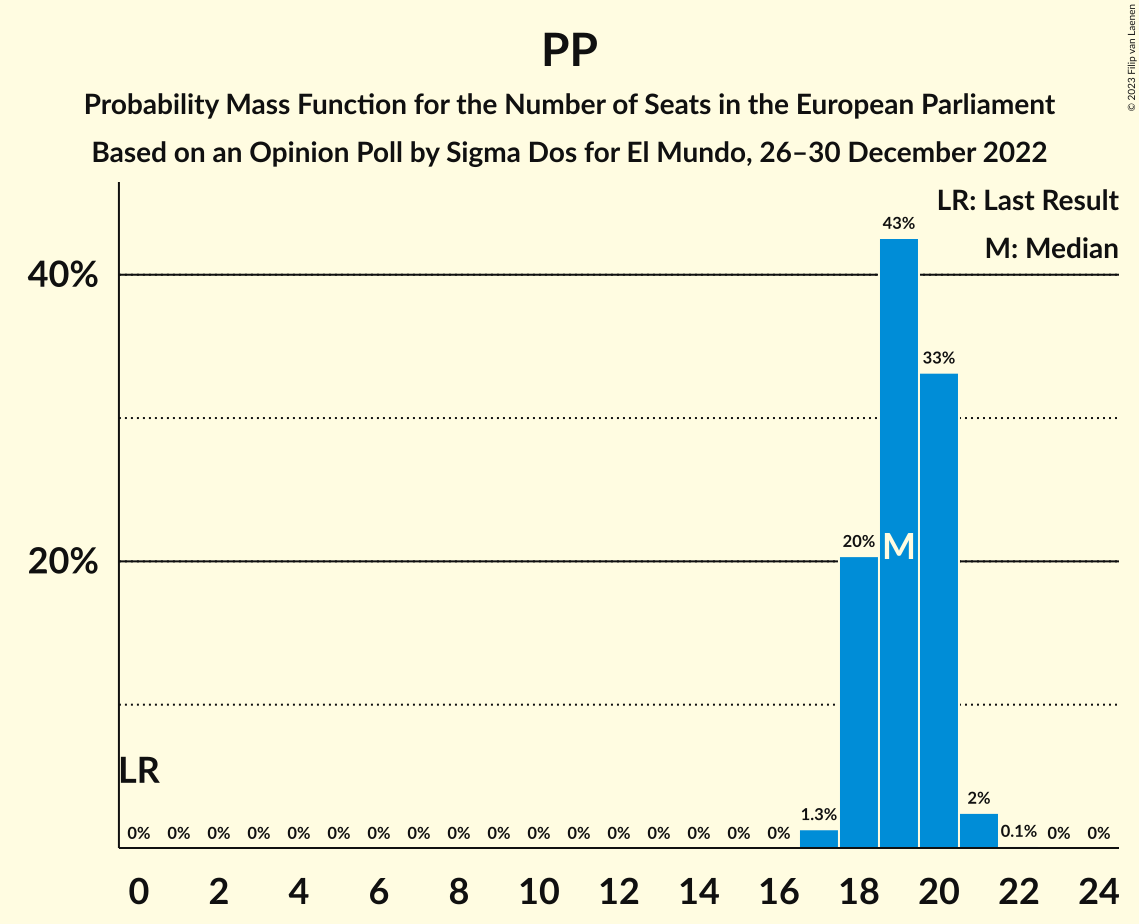 PP
Probability Mass Function for the Number of Seats in the European Parliament
Based on an Opinion Poll by Sigma Dos for El Mundo, 26–30 December 2022
© 2023 Filip van Laenen
LR: Last Result
M: Median
43%
40%
33%
20%
20%
M
LR
0% 0% 0% 0% 0% 0% 0% 0% 0% 0% 0% 0% 0% 0% 0% 0% 0% 1.3% 2% 0.1% 0% 0%
0 2 4 6 8 10 12 14 16 18 20 22 24